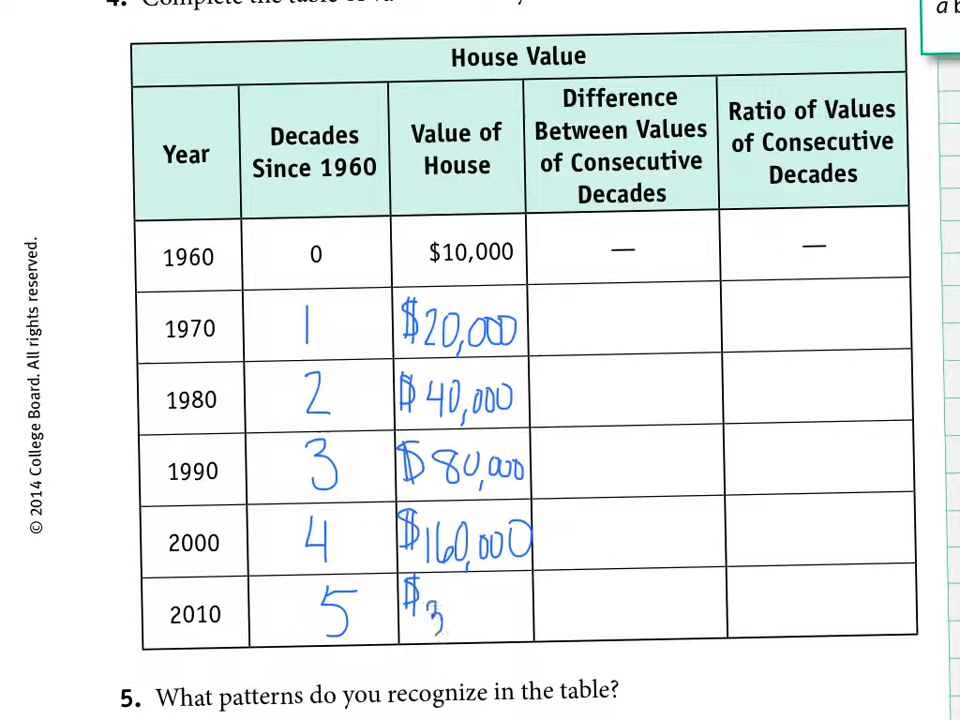 4.
a b
House Value
Year
Decades
Since 1960
Value of
House
Difference
Between Values
of Consecutive
Decades
Ratio of Values
of Consecutive
Decades
1960 0 $10,000 — —
1970 1 $20,000
1980 2 $40,000
1990 3 $80,000
2000 4 $160,000
2010 5 $3
5. What patterns do you recognize in the table?
© 2014 College Board. All rights reserved.